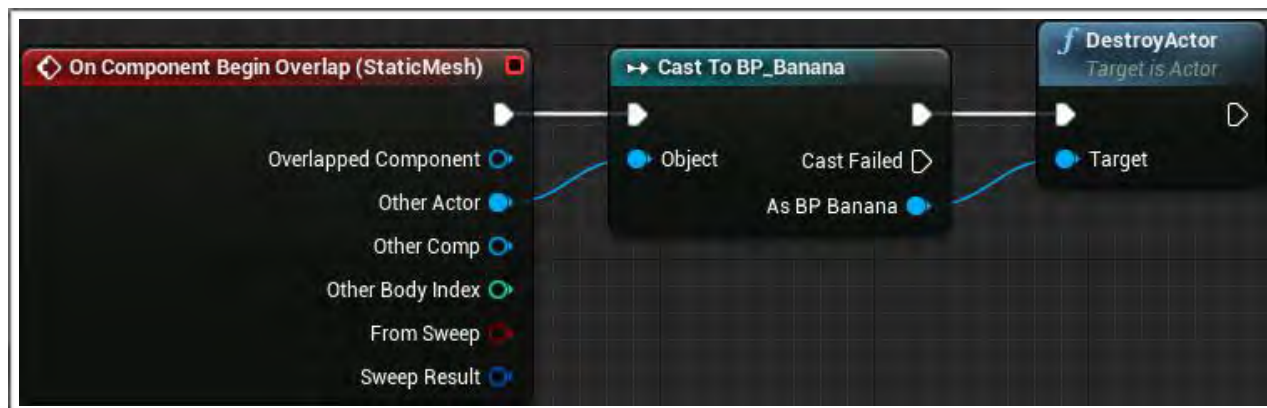 On Component Begin Overlap (StaticMesh)
Overlapped Component
Other Actor
Other Comp
Other Body Index
From Sweep
Sweep Result
Cast To BP_Banana
Object
Cast Failed
As BP Banana
f DestroyActor
Target is Actor
Target